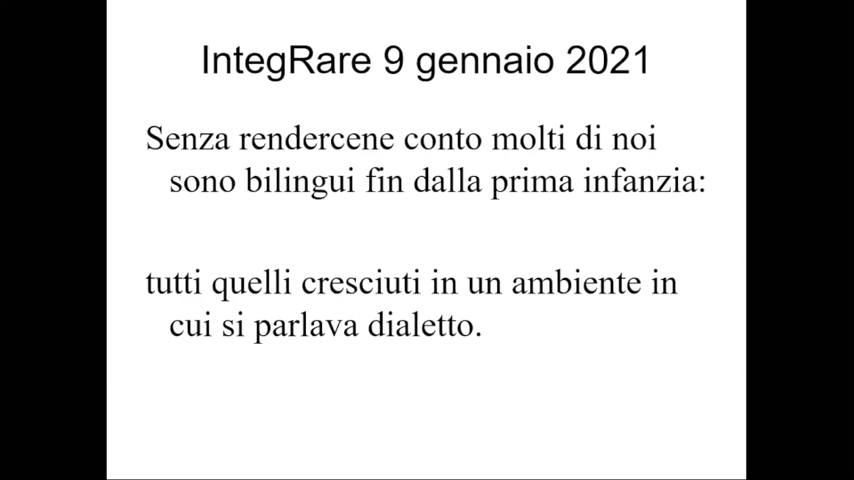 IntegRare 9 gennaio 2021
Senza rendercene conto molti di noi
sono bilingui fin dalla prima infanzia:
tutti quelli cresciuti in un ambiente in
cui si parlava dialetto.